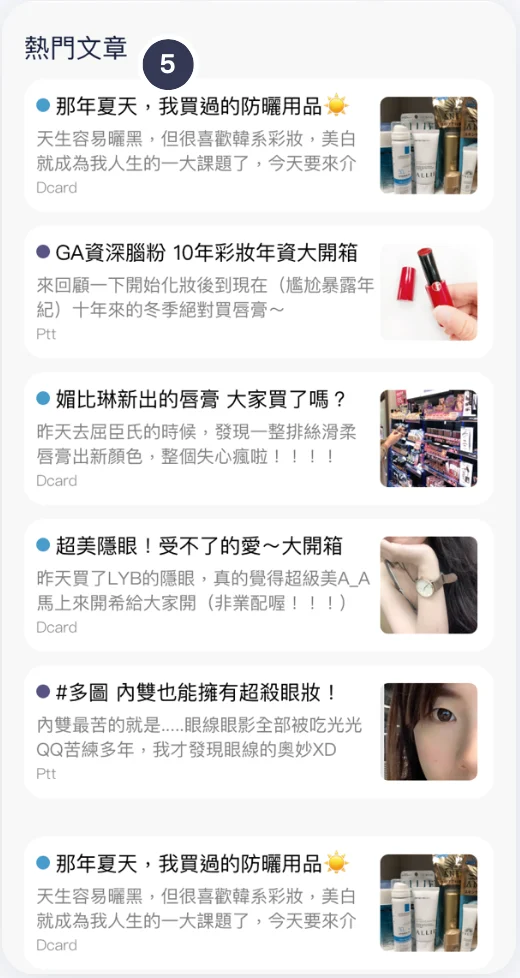 熱門文章
5
那年夏天，我買過的防曬用品☀️
天生容易曬黑，但很喜歡韓系彩妝，美白
就成為我人生的一大課題了，今天要來介
Dcard
GA資深腦粉 10年彩妝年資大開箱
來回顧一下開始化妝後到現在（尷尬暴露年
紀）十年來的冬季絕對買唇膏～
Ptt
媚比琳新出的唇膏 大家買了嗎？
昨天去屈臣氏的時候，發現一整排絲滑柔
唇膏出新顏色，整個失心瘋啦！！！！
Dcard
超美隱眼！受不了的愛～大開箱
昨天買了LYB的隱眼，真的覺得超級美A_A
馬上來開希給大家開（非業配喔！！！）
Dcard
#多圖 內雙也能擁有超殺眼妝！
內雙最苦的就是.....眼線眼影全部被吃光光
QQ苦練多年，我才發現眼線的奧妙XD
Ptt
那年夏天，我買過的防曬用品☀️
天生容易曬黑，但很喜歡韓系彩妝，美白
就成為我人生的一大課題了，今天要來介
Dcard